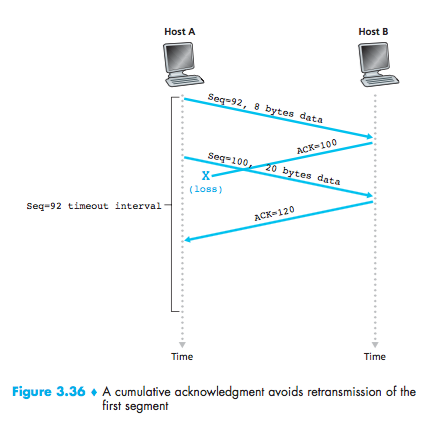 Host A
Host B
Seq=92, 8 bytes data
ACK=100
Seq=100, 20 bytes data
X
(loss)
ACK=120
Seq=92 timeout interval
Time
Time
Figure 3.36 ♦ A cumulative acknowledgment avoids retransmission of the
first segment